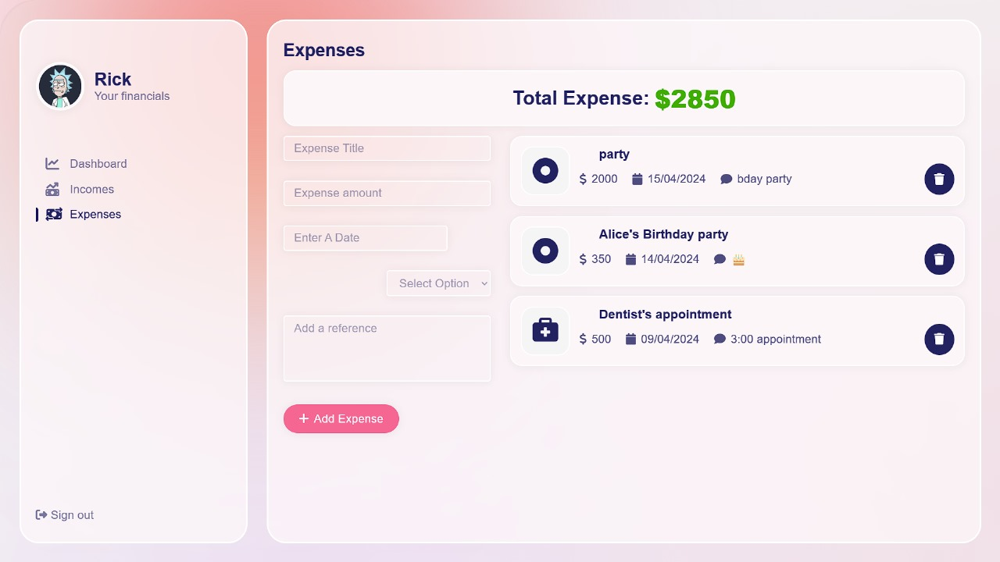 Rick
Your financials
Dashboard
Incomes
Expenses
Sign out
Expenses
Total Expense: $2850
Expense Title
Expense amount
Enter A Date
Select Option
Add a reference
+ Add Expense
party
$ 2000 15/04/2024 bday party
Alice's Birthday party
$ 350 14/04/2024 🎂
Dentist's appointment
$ 500 09/04/2024 3:00 appointment